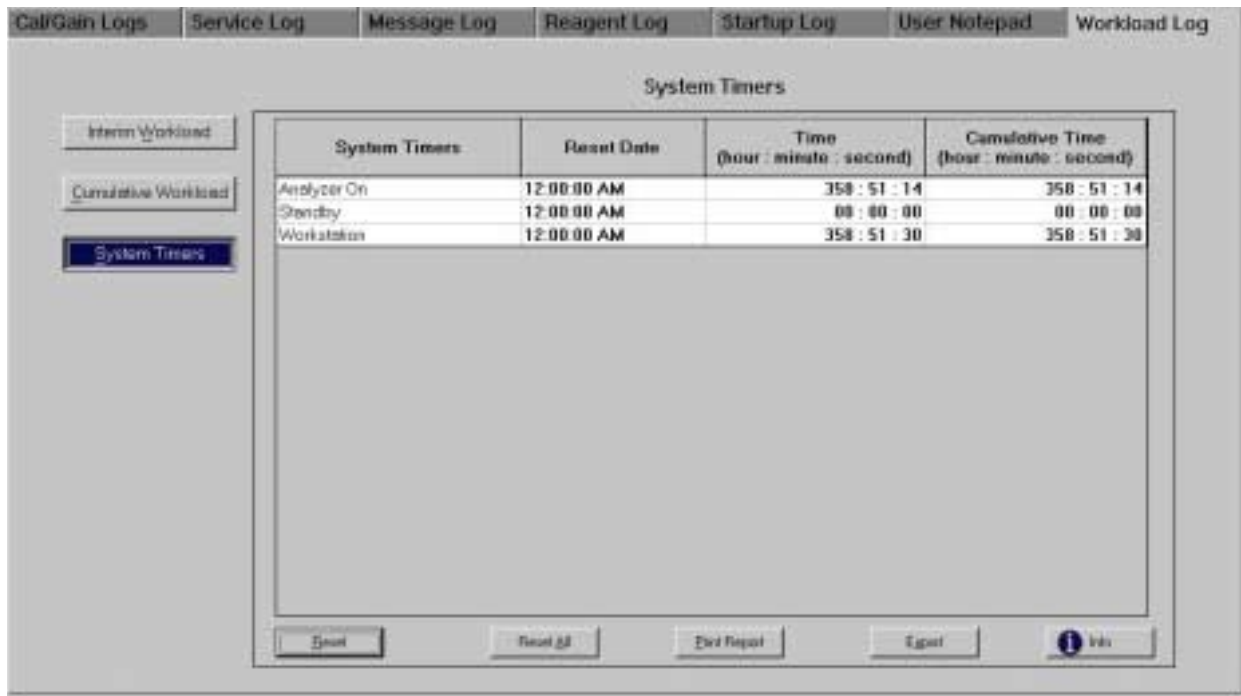 Cal/Gain Logs Service Log Message Log Reagent Log Startup Log User Notepad Workload Log
System Timers
Interim Workload
Cumulative Workload
System Timers
System Timers Reset Date Time (hour : minute : second) Cumulative Time (hour : minute : second)
Analyzer On 12:00:00 AM 358 : 51 : 14 358 : 51 : 14
Standby 12:00:00 AM 00 : 00 : 00 00 : 00 : 00
Workstation 12:00:00 AM 358 : 51 : 30 358 : 51 : 30
Reset Reset All Print Report Export Info